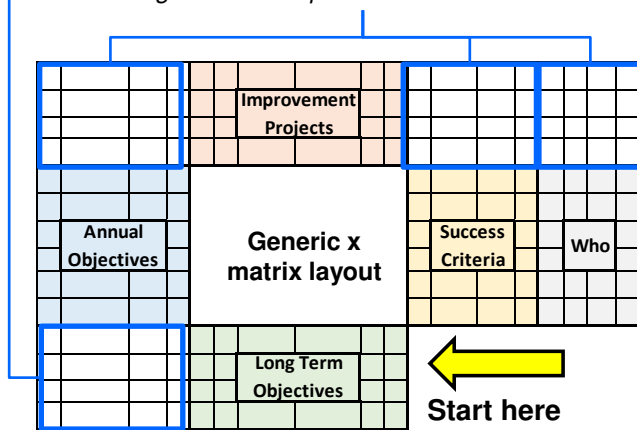 Improvement
Projects
Annual
Objectives
Generic x
matrix layout
Success
Criteria
Who
Long Term
Objectives
Start here